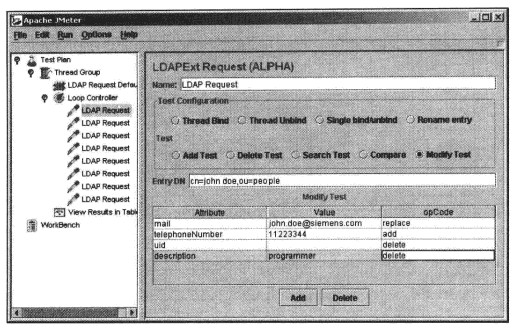 Apache JMeter
File Edit Run Options Help
Test Plan
Thread Group
LDAP Request Defau
Loop Controller
LDAP Request
LDAP Request
LDAP Request
LDAP Request
LDAP Request
LDAP Request
LDAP Request
LDAP Request
View Results in Table
WorkBench
LDAPExt Request (ALPHA)
Name: LDAP Request
Test Configuration
Thread Bind Thread Unbind Single bind/unbind Rename entry
Test
Add Test Delete Test Search Test Compare Modify Test
Entry DN cn=john doe,ou=people
Modify Test
Attribute Value opCode
mail john.doe@siemens.com replace
telephoneNumber 11223344 add
uid delete
description programmer delete
Add Delete